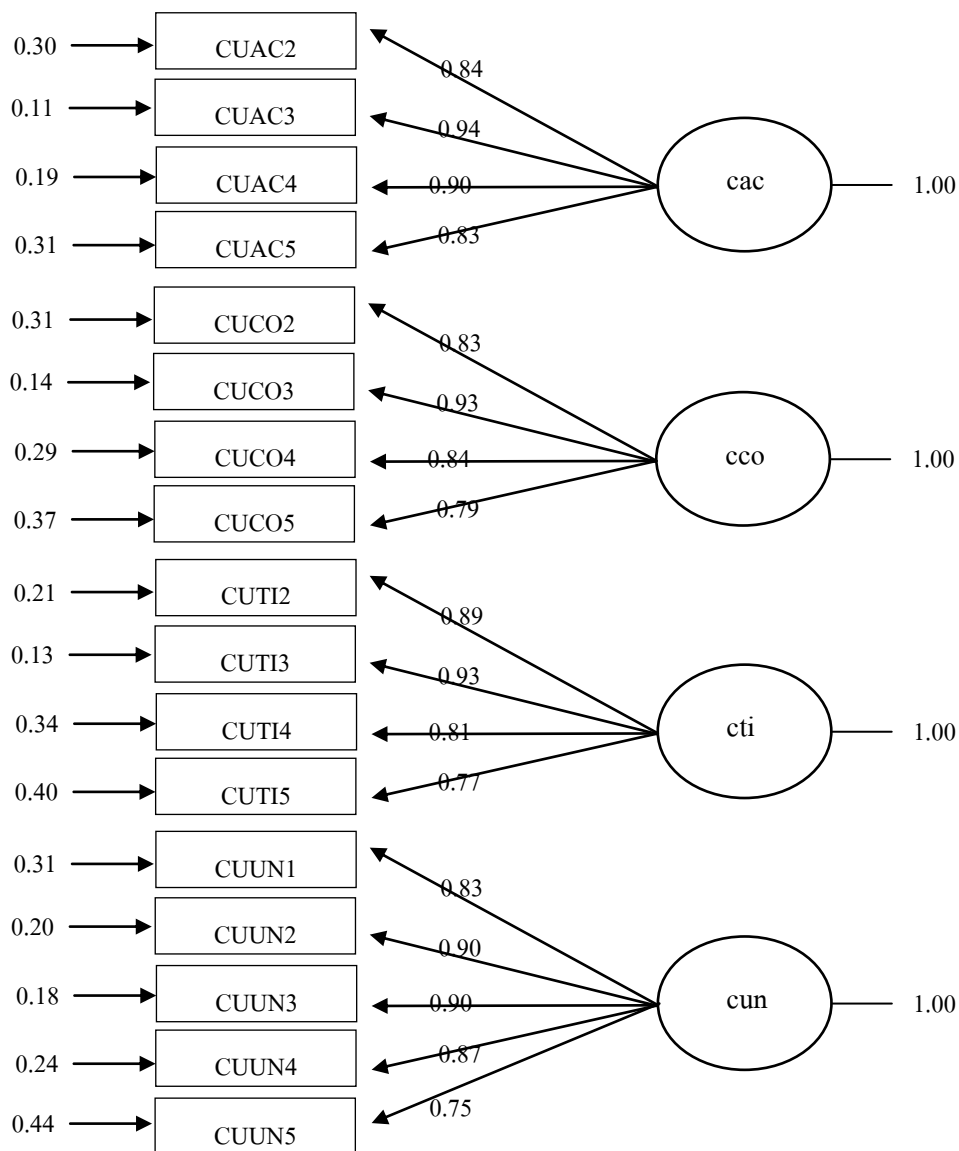 0.30 CUAC2 0.84
0.11 CUAC3 0.94
0.19 CUAC4 0.90 cac 1.00
0.31 CUAC5 0.83
0.31 CUCO2 0.83
0.14 CUCO3 0.93
0.29 CUCO4 0.84 cco 1.00
0.37 CUCO5 0.79
0.21 CUTI2 0.89
0.13 CUTI3 0.93
0.34 CUTI4 0.81 cti 1.00
0.40 CUTI5 0.77
0.31 CUUN1 0.83
0.20 CUUN2 0.90
0.18 CUUN3 0.90 cun 1.00
0.24 CUUN4 0.87
0.44 CUUN5 0.75